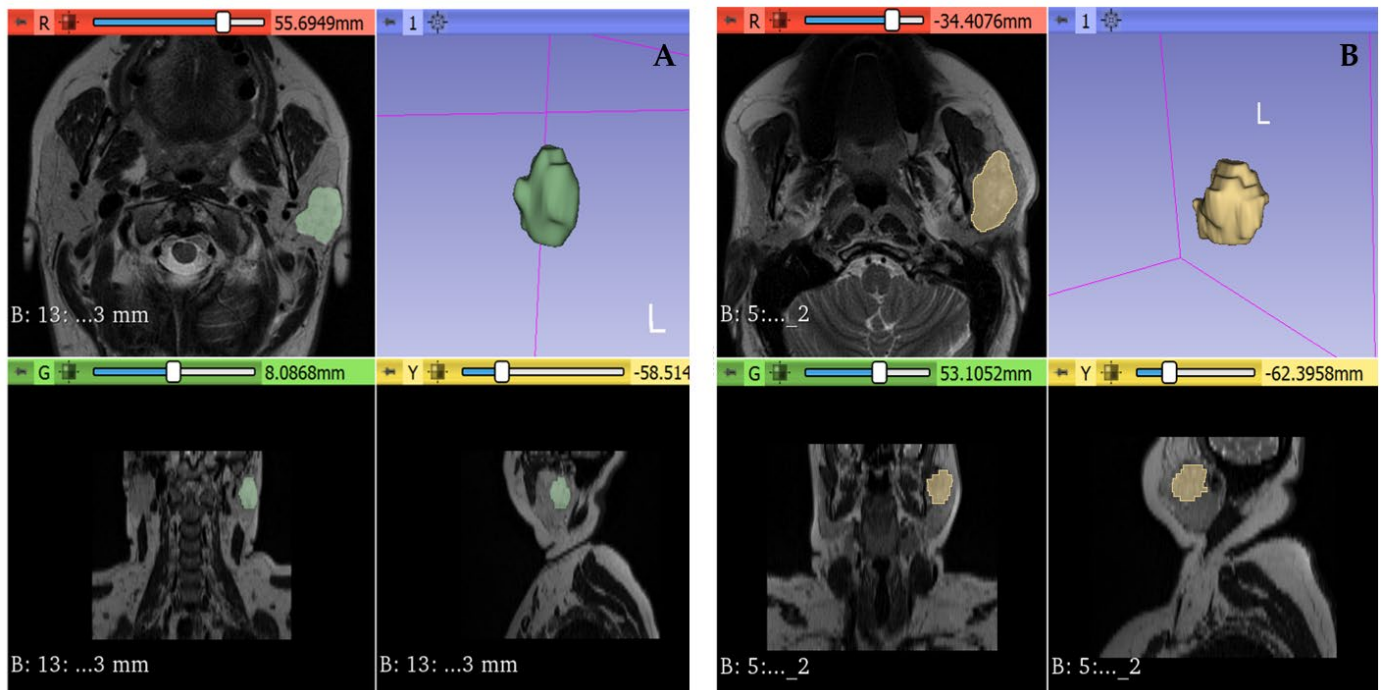 R 55.6949mm
1
A
L
B: 13: ...3 mm
G 8.0868mm
Y -58.514
B: 13: ...3 mm
B: 13: ...3 mm
R -34.4076mm
1
B
L
B: 5:..._2
G 53.1052mm
Y -62.3958mm
B: 5:..._2
B: 5:..._2